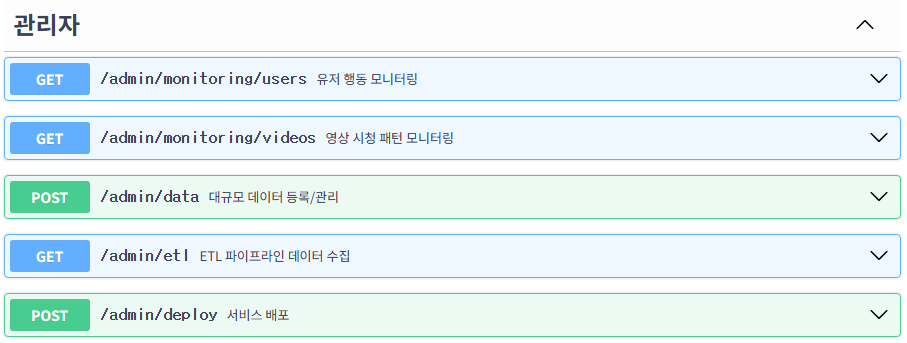 관리자
GET /admin/monitoring/users 유저 행동 모니터링
GET /admin/monitoring/videos 영상 시청 패턴 모니터링
POST /admin/data 대규모 데이터 등록/관리
GET /admin/etl ETL 파이프라인 데이터 수집
POST /admin/deploy 서비스 배포